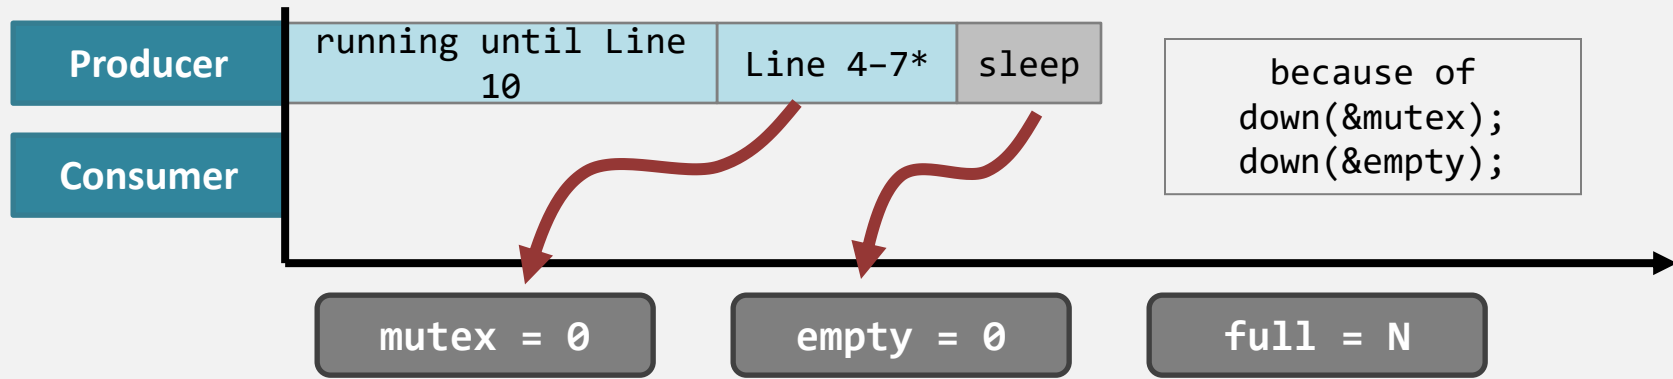 Producer
running until Line
10
Line 4–7*
sleep
because of
down(&mutex);
down(&empty);
Consumer
mutex = 0
empty = 0
full = N